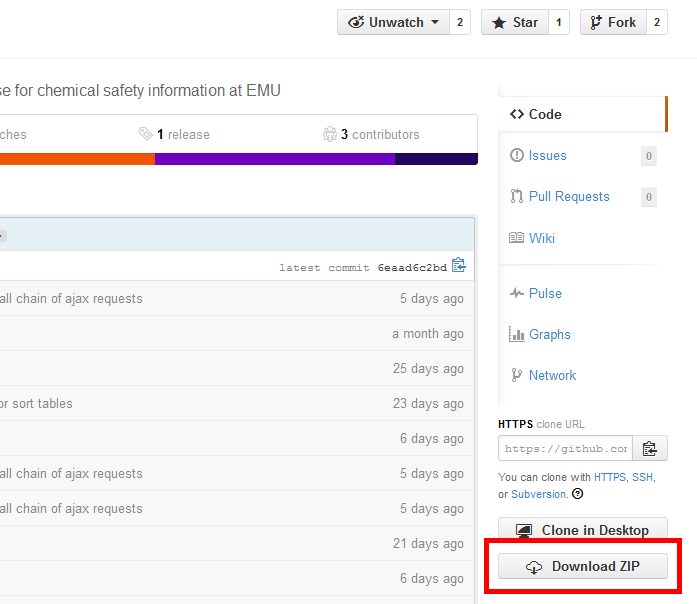 Unwatch 2 Star 1 Fork 2
se for chemical safety information at EMU
ches 1 release 3 contributors
latest commit 6eaad6c2bd
all chain of ajax requests 5 days ago
a month ago
25 days ago
or sort tables 23 days ago
6 days ago
all chain of ajax requests 5 days ago
all chain of ajax requests 5 days ago
21 days ago
6 days ago
Code
Issues 0
Pull Requests 0
Wiki
Pulse
Graphs
Network
HTTPS clone URL
https://github.com
You can clone with HTTPS, SSH,
or Subversion.
Clone in Desktop
Download ZIP